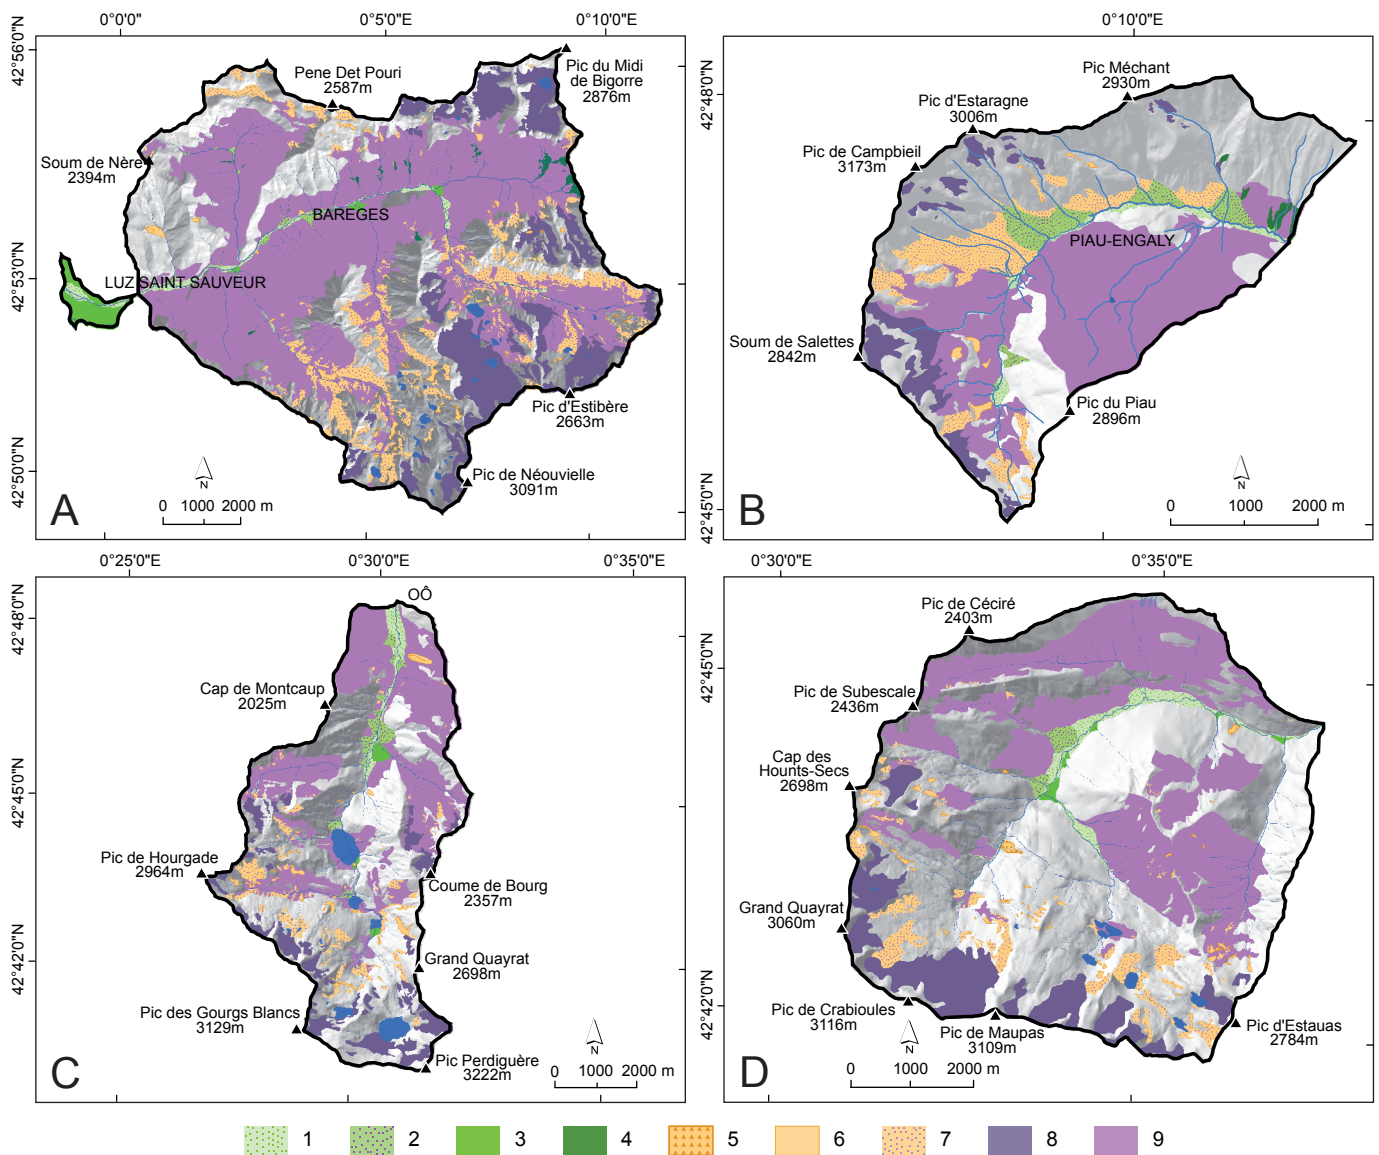 0°0'0"
0°5'0"E
0°10'0"E
42°56'0"N
42°53'0"N
42°50'0"N
Pic du Midi
de Bigorre
2876m
Pene Det Pouri
2587m
Soum de Nère
2394m
BAREGES
LUZ SAINT SAUVEUR
Pic d'Estibère
2663m
Pic de Néouvielle
3091m
N
0 1000 2000 m
A
0°10'0"E
42°48'0"N
42°45'0"N
Pic Méchant
2930m
Pic d'Estaragne
3006m
Pic de Campbieil
3173m
PIAU-ENGALY
Soum de Salettes
2842m
Pic du Piau
2896m
N
0 1000 2000 m
B
0°25'0"E
0°30'0"E
0°35'0"E
42°48'0"N
42°45'0"N
42°42'0"N
OÔ
Cap de Montcaup
2025m
Pic de Hourgade
2964m
Coume de Bourg
2357m
Grand Quayrat
2698m
Pic des Gourgs Blancs
3129m
Pic Perdiguère
3222m
N
0 1000 2000 m
C
0°30'0"E
0°35'0"E
42°45'0"N
42°42'0"N
Pic de Céciré
2403m
Pic de Subescale
2436m
Cap des
Hounts-Secs
2698m
Grand Quayrat
3060m
Pic de Crabioules
3116m
Pic de Maupas
3109m
Pic d'Estauas
2784m
N
0 1000 2000 m
D
1 2 3 4 5 6 7 8 9